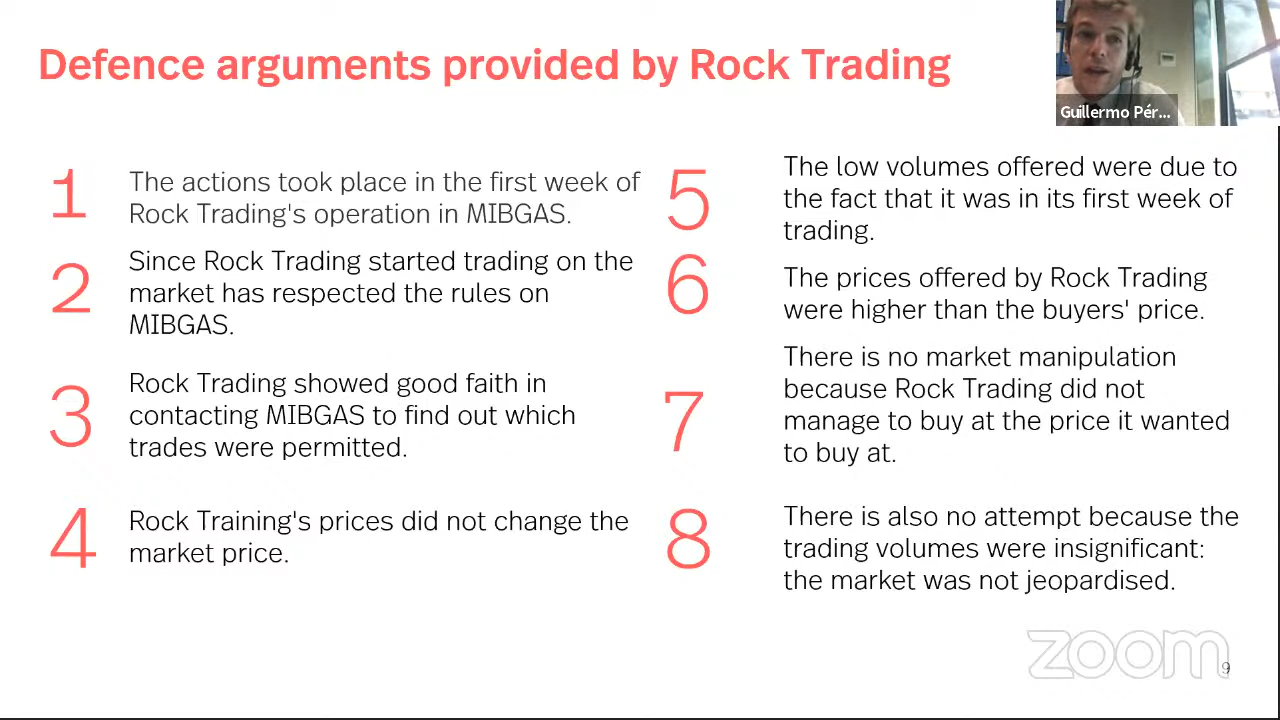 Defence arguments provided by Rock Trading
Guillermo Pér...
1
The actions took place in the first week of
Rock Trading's operation in MIBGAS.
2
Since Rock Trading started trading on the
market has respected the rules on
MIBGAS.
3
Rock Trading showed good faith in
contacting MIBGAS to find out which
trades were permitted.
4
Rock Training's prices did not change the
market price.
5
The low volumes offered were due to
the fact that it was in its first week of
trading.
6
The prices offered by Rock Trading
were higher than the buyers' price.
7
There is no market manipulation
because Rock Trading did not
manage to buy at the price it wanted
to buy at.
8
There is also no attempt because the
trading volumes were insignificant:
the market was not jeopardised.
zoom
9